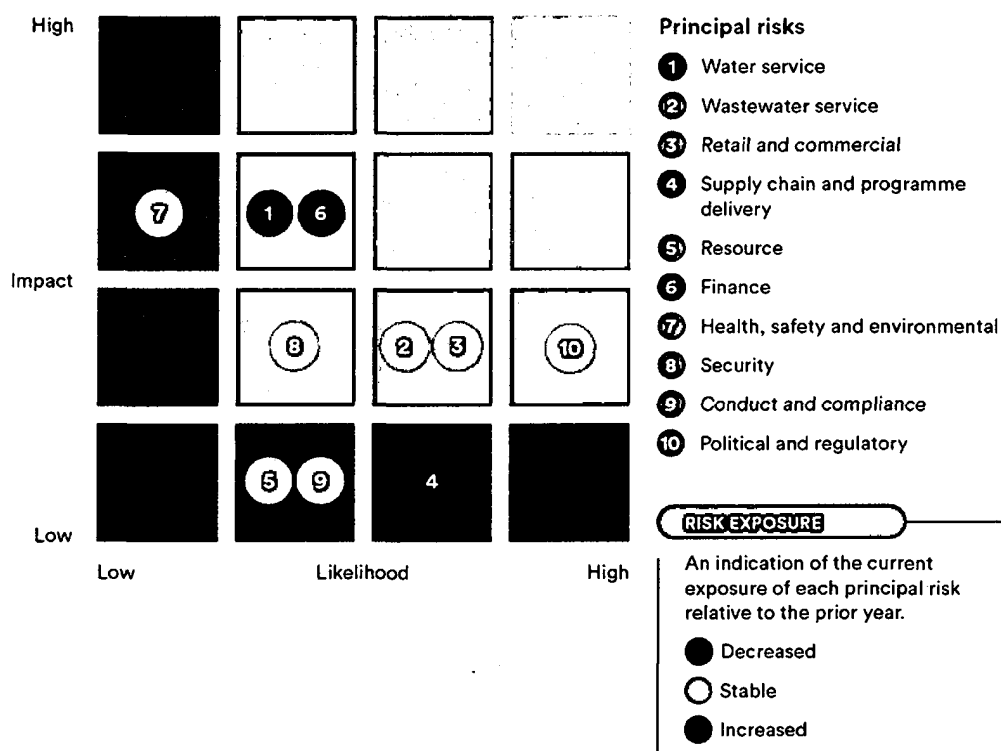 High
7
1 6
Impact
8
2 3
10
5 9
4
Low
Low Likelihood High
Principal risks
1 Water service
2 Wastewater service
3 Retail and commercial
4 Supply chain and programme
delivery
5 Resource
6 Finance
7 Health, safety and environmental
8 Security
9 Conduct and compliance
10 Political and regulatory
RISK EXPOSURE
An indication of the current
exposure of each principal risk
relative to the prior year.
Decreased
Stable
Increased